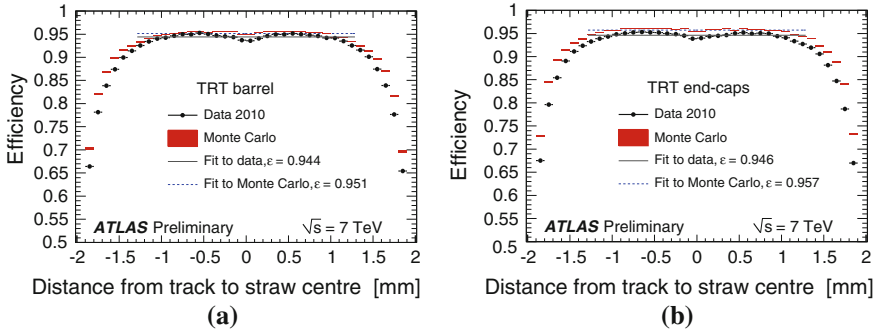 1
0.95
0.9
0.85
0.8
0.75
0.7
0.65
0.6
0.55
0.5
Efficiency
TRT barrel
Data 2010
Monte Carlo
Fit to data,ε = 0.944
Fit to Monte Carlo,ε = 0.951
ATLAS Preliminary
√s = 7 TeV
-2 -1.5 -1 -0.5 0 0.5 1 1.5 2
Distance from track to straw centre [mm]
(a)
1
0.95
0.9
0.85
0.8
0.75
0.7
0.65
0.6
0.55
0.5
Efficiency
TRT end-caps
Data 2010
Monte Carlo
Fit to data,ε = 0.946
Fit to Monte Carlo,ε = 0.957
ATLAS Preliminary
√s = 7 TeV
-2 -1.5 -1 -0.5 0 0.5 1 1.5 2
Distance from track to straw centre [mm]
(b)